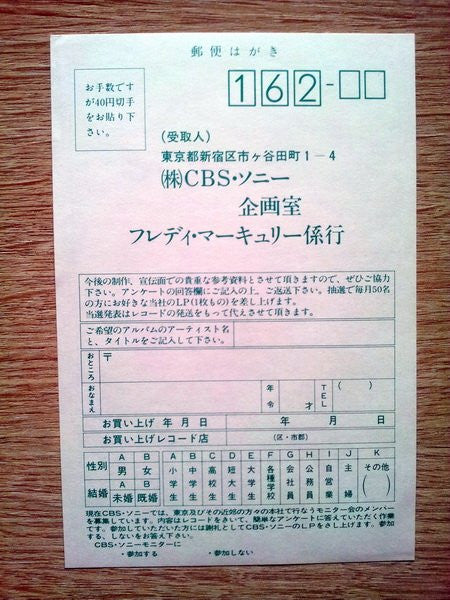 郵便はがき
お手数です
が40円切手
をお貼り下
さい。
162-
(受取人)
東京都新宿区市ヶ谷田町1−4
(株)CBS・ソニー
企画室
フレディ・マーキュリー係行
今後の制作、宣伝面での貴重な参考資料とさせて頂きますので、ぜひご協力
下さい。アンケートの回答欄にご記入の上。ご返送下さい。抽選で毎月50名
の方にお好きな当社のLP(1枚もの)を差し上げます。
当選発表はレコードの発送をもって代えさせて頂きます。
ご希望のアルバムのアーティスト名
と、タイトルをご記入して下さい。
おところ 〒
おなまえ 年令 才 TEL ( )
お買い上げ 年 月 日 年 月 日
お買い上げレコード店 (区・市郡)
性別 A 男 B 女
結婚 A 未婚 B 既婚
A 小学生 B 中学生 C 高校生 D 短大生 E 大学生 F 各種学校 G 会社員 H 公務員 I 自営業 J 主婦 K その他 ( )
現在CBS・ソニーでは、東京及びその近郊の方々の本社で行なうモニター会のメンバー
を募集しています。内容はレコードをきいて、簡単なアンケートに答えていただく作業
です。参加していただいた方には謝礼としてCBS・ソニーのLPをさし上げます。参加
する、しないをお答え下さい。
CBS・ソニーモニターに
・参加する ・参加しない